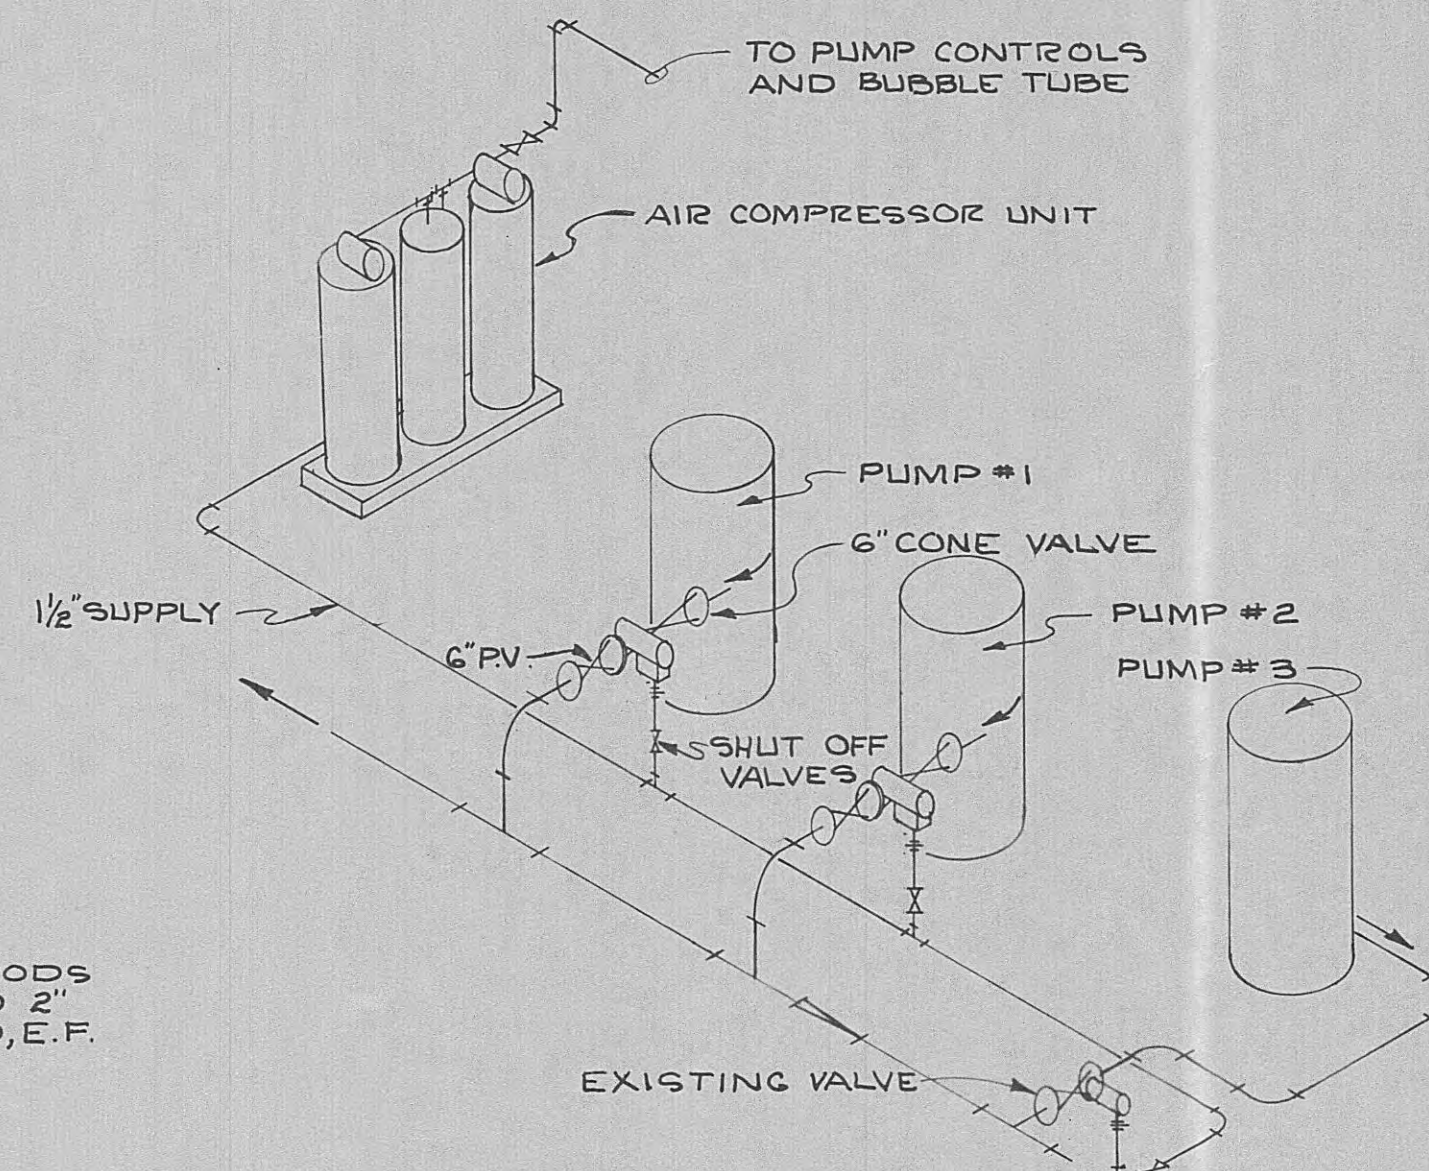 TO PUMP CONTROLS
AND BUBBLE TUBE
AIR COMPRESSOR UNIT
PUMP #1
6" CONE VALVE
1½" SUPPLY
PUMP #2
6" P.V.
PUMP #3
SHUT OFF
VALVES
ODS
2"
, E.F.
EXISTING VALVE